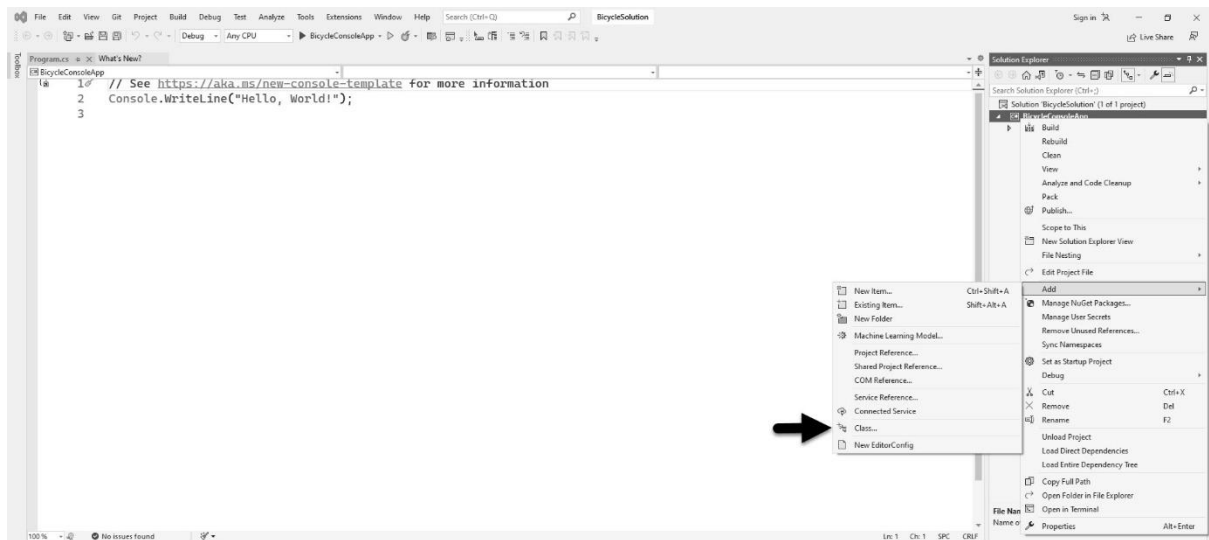 File Edit View Git Project Build Debug Test Analyze Tools Extensions Window Help Search (Ctrl+Q) BicycleSolution Sign in
Debug Any CPU BicycleConsoleApp Live Share
Toolbox
Program.cs What's New?
BicycleConsoleApp
1 // See https://aka.ms/new-console-template for more information
2 Console.WriteLine("Hello, World!");
3
Solution Explorer
Search Solution Explorer (Ctrl+;)
Solution 'BicycleSolution' (1 of 1 project)
BicycleConsoleApp
Build
Rebuild
Clean
View
Analyze and Code Cleanup
Pack
Publish...
Scope to This
New Solution Explorer View
File Nesting
Edit Project File
Add
Manage NuGet Packages...
Manage User Secrets
Remove Unused References...
Sync Namespaces
Set as Startup Project
Debug
Cut Ctrl+X
Remove Del
Rename F2
Unload Project
Load Direct Dependencies
Load Entire Dependency Tree
Copy Full Path
Open Folder in File Explorer
Open in Terminal
Properties Alt+Enter
New Item... Ctrl+Shift+A
Existing Item... Shift+Alt+A
New Folder
Machine Learning Model...
Project Reference...
Shared Project Reference...
COM Reference...
Service Reference...
Connected Service
Class...
New EditorConfig
File Nam
Name o
100 % No issues found Ln: 1 Ch: 1 SPC CRLF